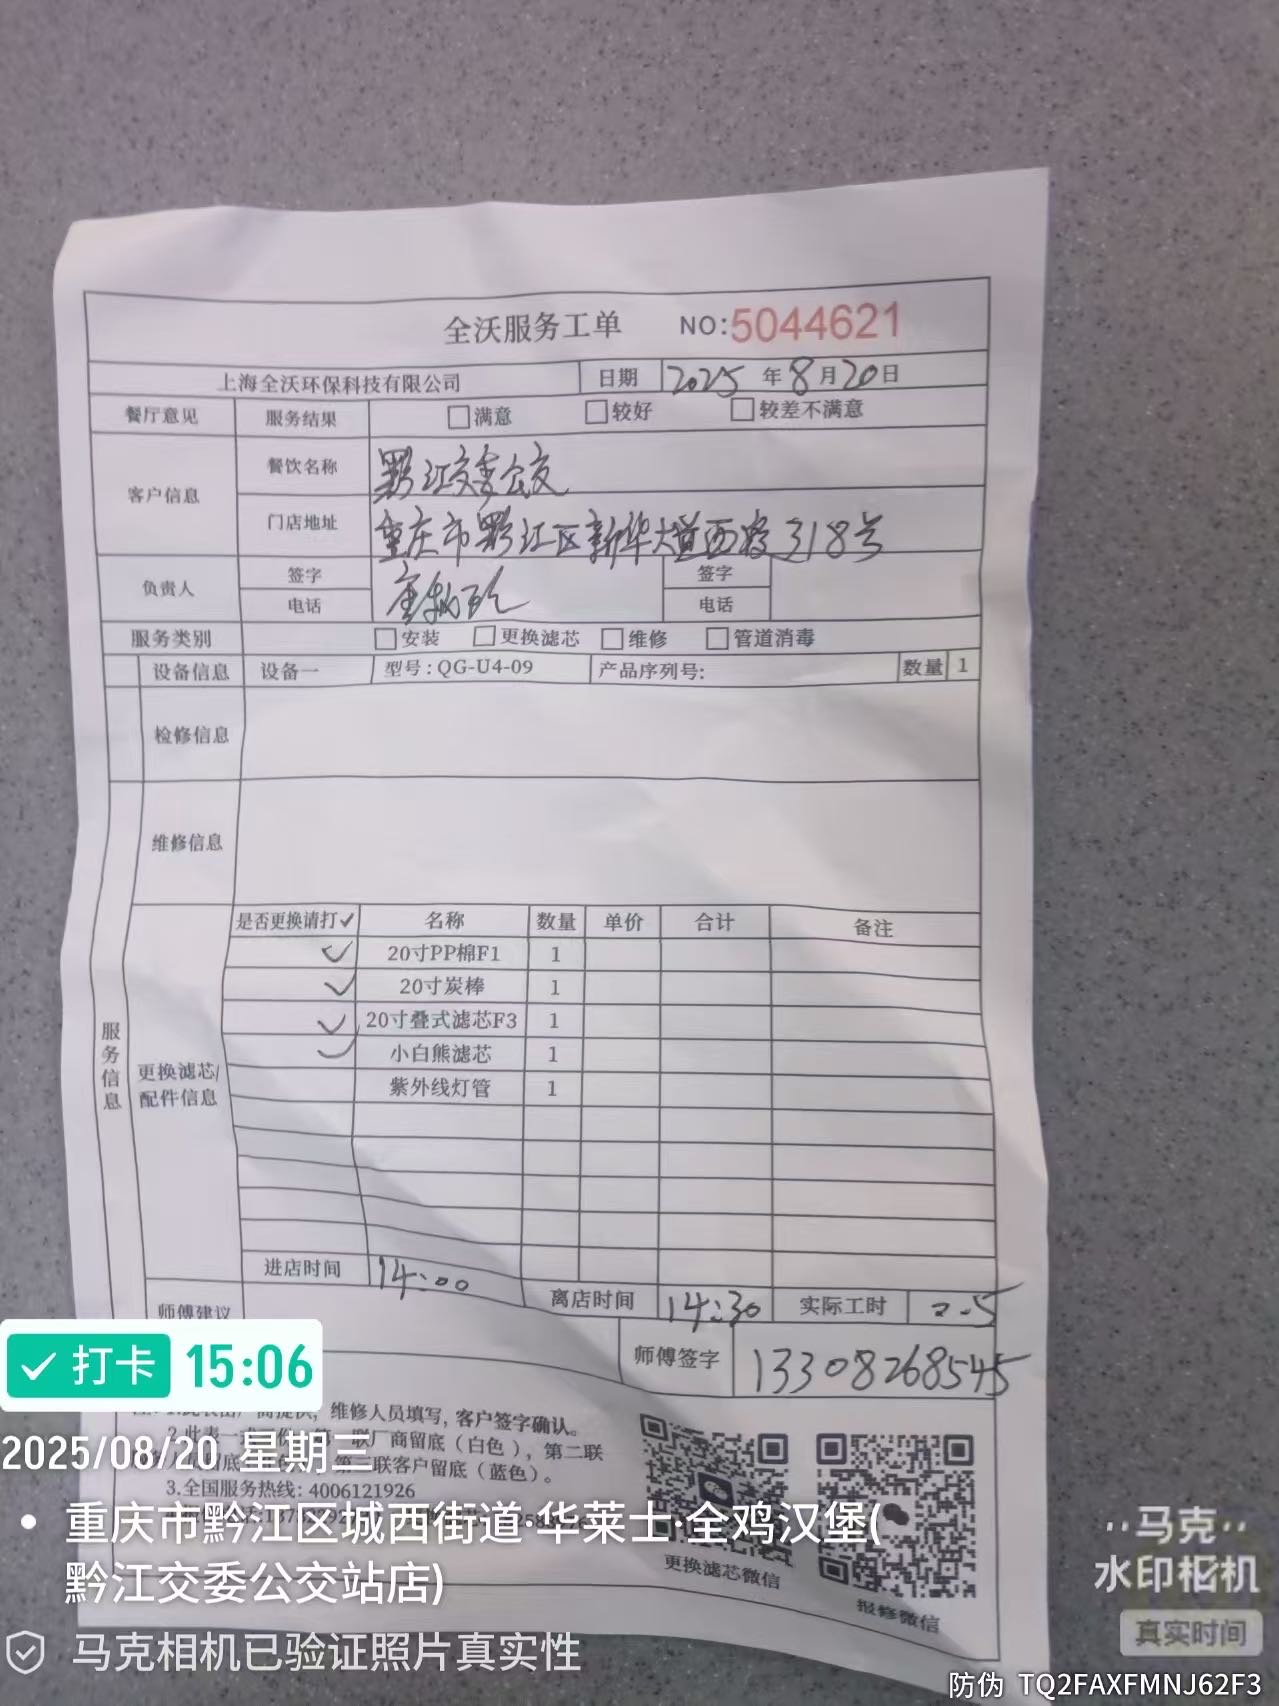 全沃服务工单 NO:5044621
上海全沃环保科技有限公司 日期 2025 年 8 月 20 日
餐厅意见 服务结果 □满意 □较好 □较差不满意
客户信息 餐饮名称 黔江交委公交
门店地址 重庆市黔江区新华大道西段318号
负责人 签字 签字
电话 电话
服务类别 □安装 □更换滤芯 □维修 □管道消毒
设备信息 设备一 型号:QG-U4-09 产品序列号: 数量 1
检修信息
维修信息
服务信息
更换滤芯/配件信息
是否更换请打✓ 名称 数量 单价 合计 备注
✓ 20寸PP棉F1 1
✓ 20寸炭棒 1
✓ 20寸叠式滤芯F3 1
✓ 小白熊滤芯 1
紫外线灯管 1
进店时间 14:00 离店时间 14:30 实际工时 0.5
师傅建议 师傅签字 13308268545
维修人员填写,客户签字确认。
2.此表一 联厂商留底(白色),第二联
第三联客户留底(蓝色)。
3.全国服务热线:4006121926
更换滤芯微信 报修微信
打卡 15:06
2025/08/20 星期三
重庆市黔江区城西街道·华莱士·全鸡汉堡(
黔江交委公交站店)
马克相机已验证照片真实性
马克
水印相机
真实时间
防伪 TQ2FAXFMNJ62F3